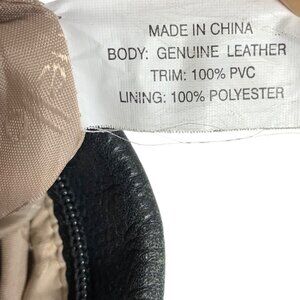 MADE IN CHINA
BODY: GENUINE LEATHER
TRIM: 100% PVC
LINING: 100% POLYESTER